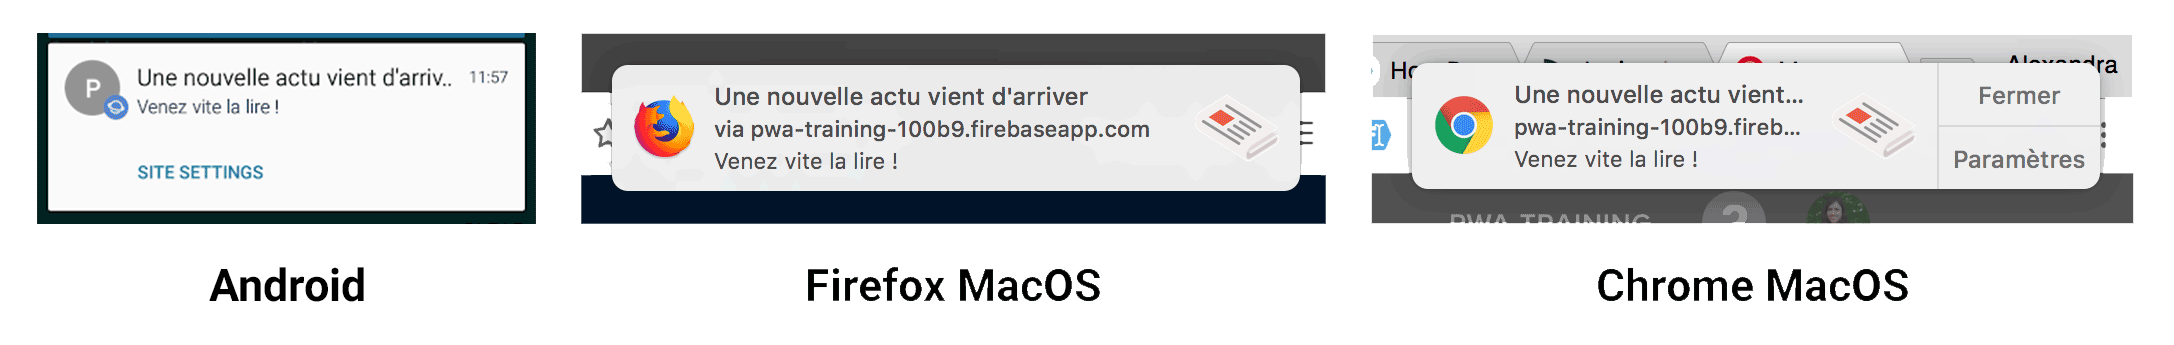 Une nouvelle actu vient d'arriv..
11:57
P
Venez vite la lire !
SITE SETTINGS
Android
Une nouvelle actu vient d'arriver
via pwa-training-100b9.firebaseapp.com
Venez vite la lire !
Firefox MacOS
Alexandra
Une nouvelle actu vient...
pwa-training-100b9.fireb...
Venez vite la lire !
Fermer
Paramètres
PWA TRAINING
Chrome MacOS